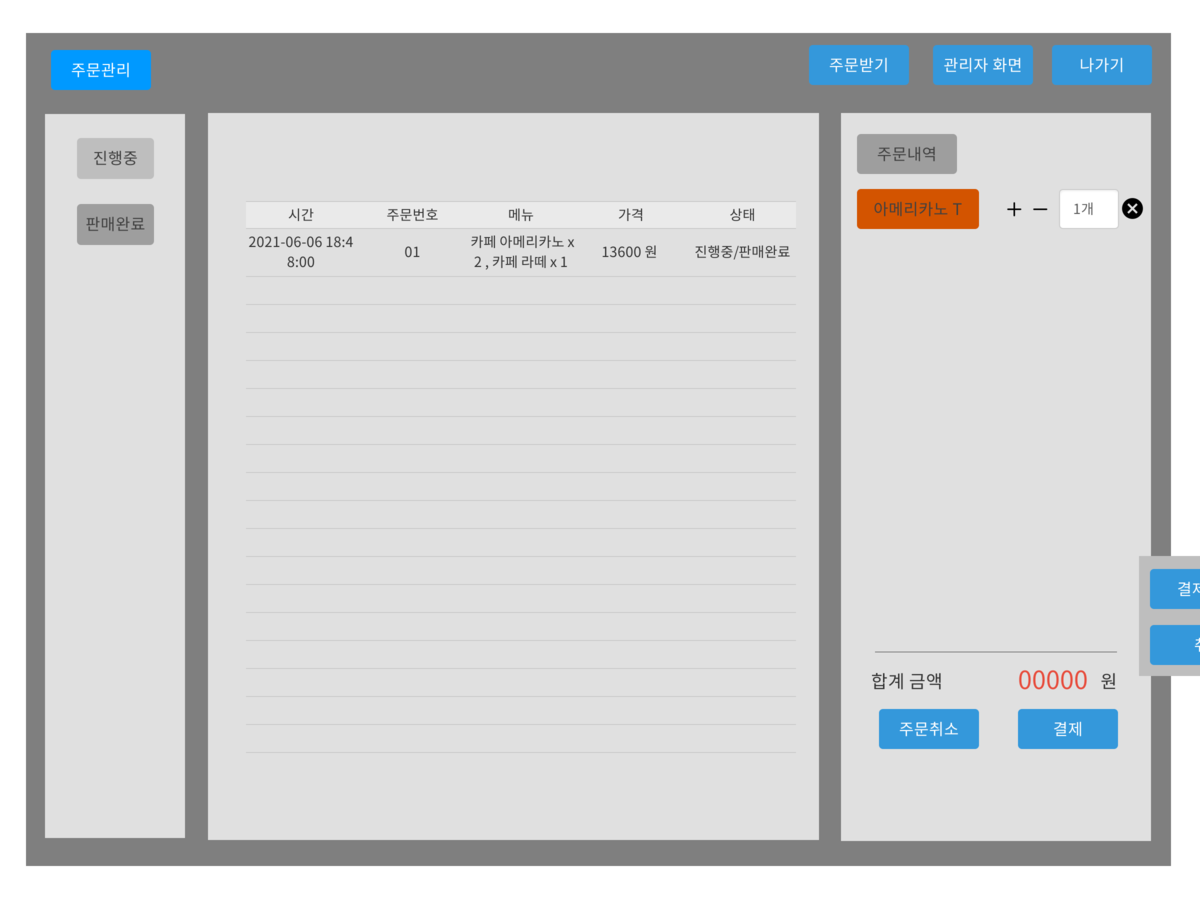 주문관리
주문받기
관리자 화면
나가기
진행중
판매완료
시간 주문번호 메뉴 가격 상태
2021-06-06 18:4
8:00
01
카페 아메리카노 x
2 , 카페 라떼 x 1
13600 원
진행중/판매완료
주문내역
아메리카노 T
1개
합계 금액 00000 원
주문취소
결제